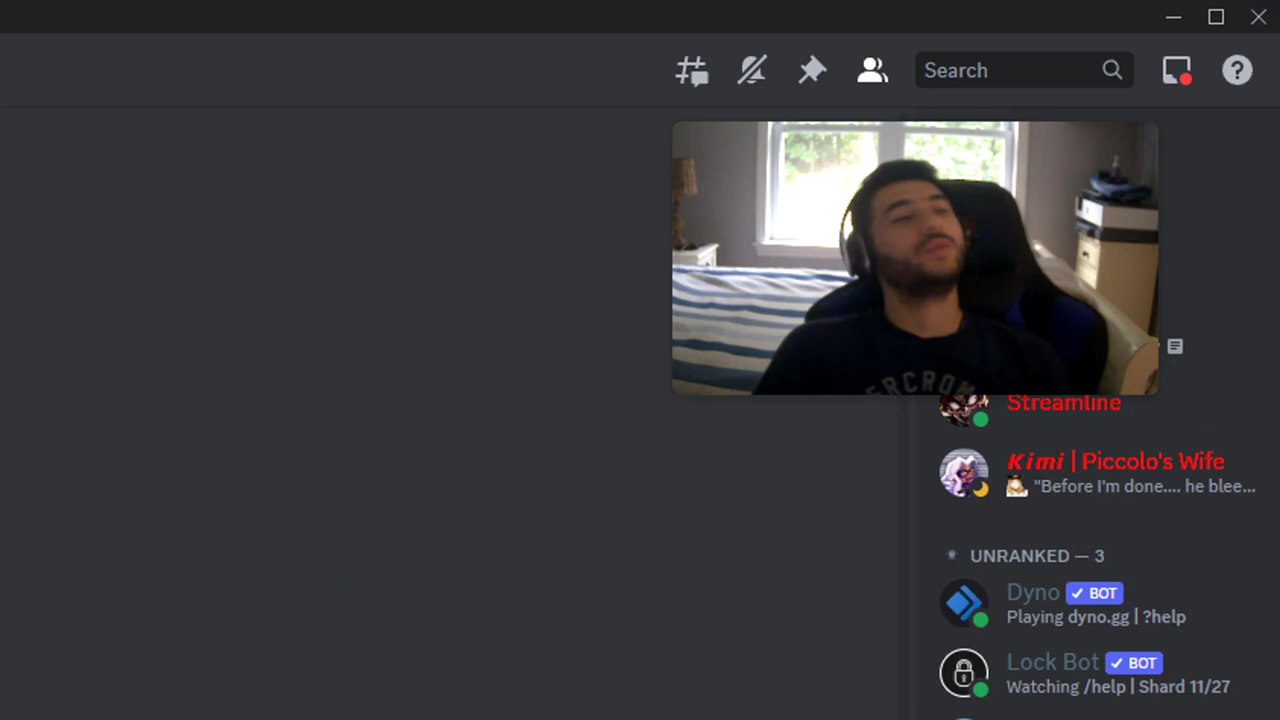 Search
ERCROM
Streamline
Kimi | Piccolo's Wife
"Before I'm done.... he blee...
UNRANKED — 3
Dyno ✓ BOT
Playing dyno.gg | ?help
Lock Bot ✓ BOT
Watching /help | Shard 11/27